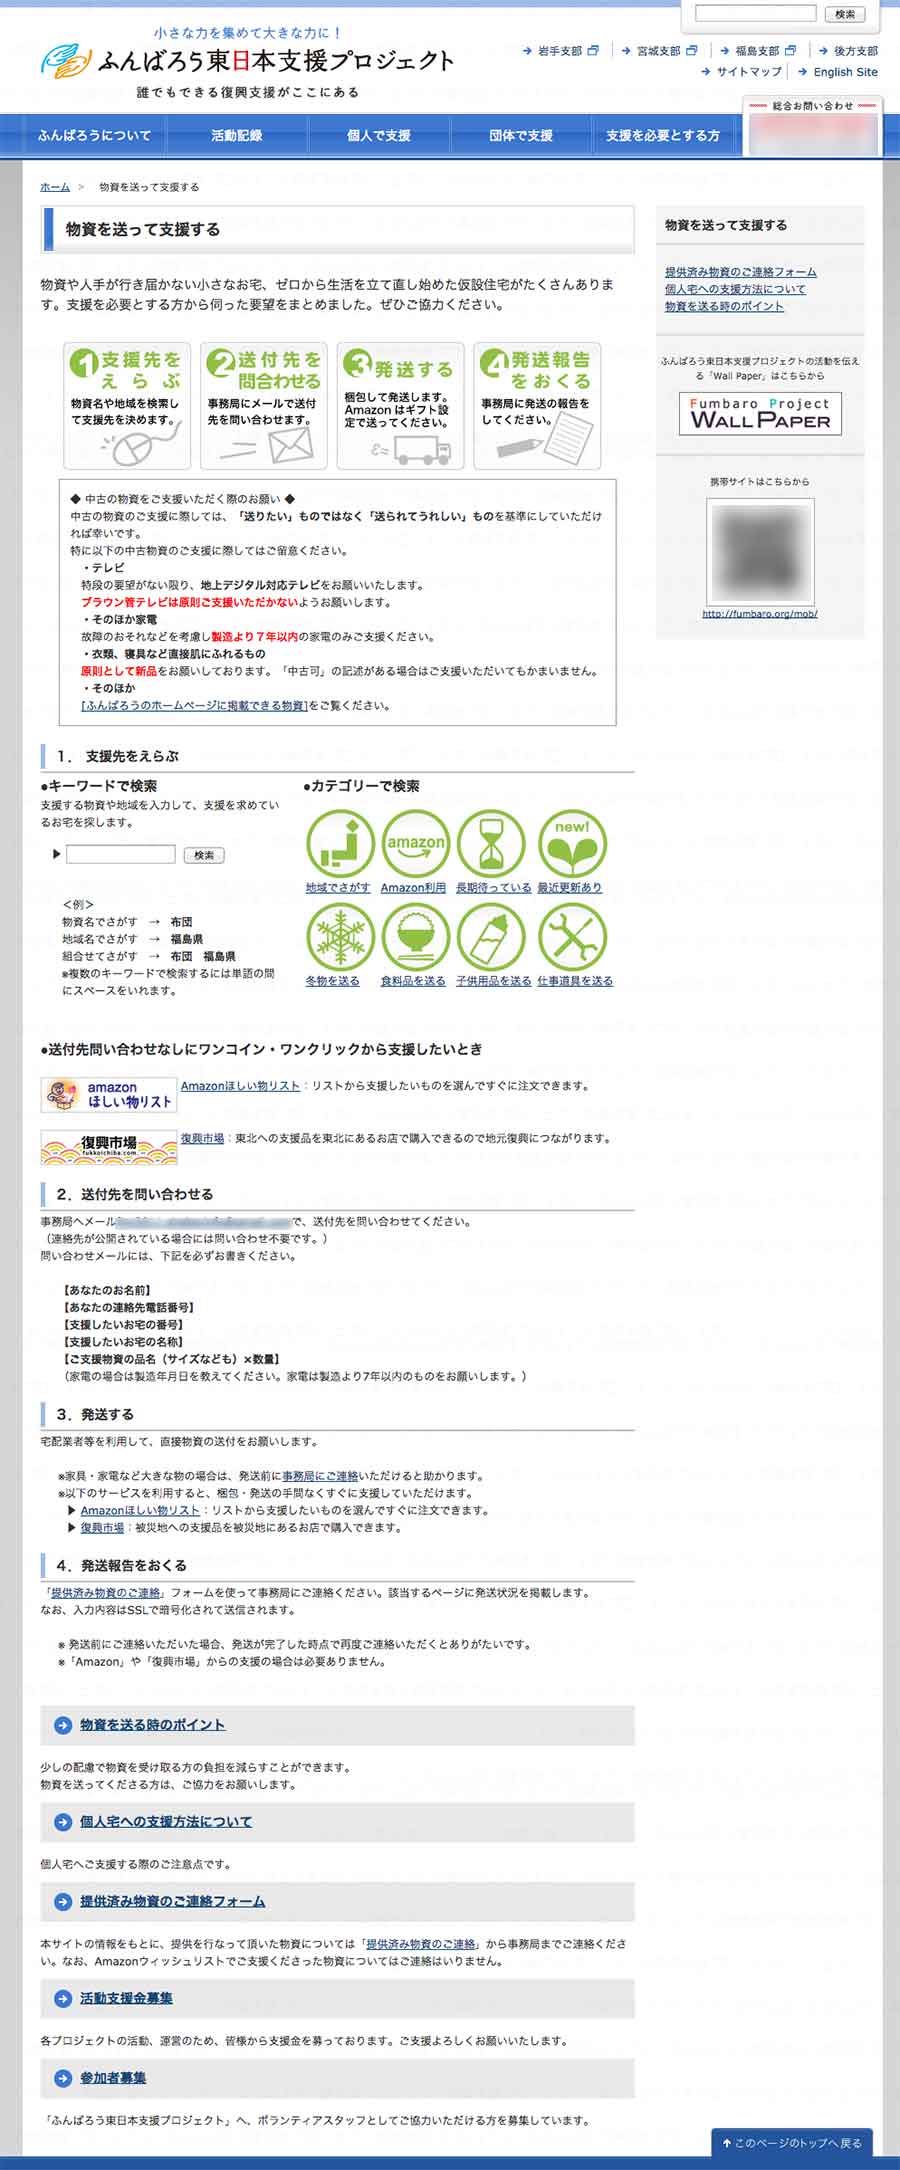 検索
小さな力を集めて大きな力に！
ふんばろう東日本支援プロジェクト
誰でもできる復興支援がここにある
岩手支部 宮城支部 福島支部 後方支部
サイトマップ English Site
総合お問い合わせ
ふんばろうについて 活動記録 個人で支援 団体で支援 支援を必要とする方
ホーム > 物資を送って支援する
物資を送って支援する
物資や人手が行き届かない小さなお宅、ゼロから生活を立て直し始めた仮設住宅がたくさんありま
す。支援を必要とする方から伺った要望をまとめました。ぜひご協力ください。
1 支援先を
えらぶ
物資名や地域を検索し
て支援先を決めます。
2 送付先を
問合わせる
事務局にメールで送付
先を問い合わせます。
3 発送する
梱包して発送します。
Amazon はギフト設
定で送ってください。
4 発送報告
をおくる
事務局に発送の報告を
してください。
◆ 中古の物資をご支援いただく際のお願い ◆
中古の物資のご支援に際しては、「送りたい」ものではなく「送られてうれしい」ものを基準にしていただけ
れば幸いです。
特に以下の中古物資のご支援に際してはご留意ください。
・テレビ
特段の要望がない限り、地上デジタル対応テレビをお願いいたします。
ブラウン管テレビは原則ご支援いただかないようお願いします。
・そのほか家電
故障のおそれなどを考慮し製造より７年以内の家電のみご支援ください。
・衣類、寝具など直接肌にふれるもの
原則として新品をお願いしております。「中古可」の記述がある場合はご支援いただいてもかまいません。
・そのほか
[ふんばろうのホームページに掲載できる物資]をご覧ください。
１． 支援先をえらぶ
●キーワードで検索
支援する物資や地域を入力して、支援を求めてい
るお宅を探します。
検索
＜例＞
物資名でさがす → 布団
地域名でさがす → 福島県
組合せてさがす → 布団 福島県
※複数のキーワードで検索するには単語の間
にスペースをいれます。
●カテゴリーで検索
amazon
new!
地域でさがす Amazon利用 長期待っている 最近更新あり
冬物を送る 食料品を送る 子供用品を送る 仕事道具を送る
●送付先問い合わせなしにワンコイン・ワンクリックから支援したいとき
amazon
ほしい物リスト
Amazonほしい物リスト：リストから支援したいものを選んですぐに注文できます。
復興市場
fukkoichiba.com
復興市場：東北への支援品を東北にあるお店で購入できるので地元復興につながります。
２．送付先を問い合わせる
事務局へメール
で、送付先を問い合わせてください。
（連絡先が公開されている場合には問い合わせ不要です。）
問い合わせメールには、下記を必ずお書きください。
【あなたのお名前】
【あなたの連絡先電話番号】
【支援したいお宅の番号】
【支援したいお宅の名称】
【ご支援物資の品名（サイズなども）×数量】
（家電の場合は製造年月日を教えてください。家電は製造より7年以内のものをお願いします。）
３．発送する
宅配業者等を利用して、直接物資の送付をお願いします。
※家具・家電など大きな物の場合は、発送前に事務局にご連絡いただけると助かります。
※以下のサービスを利用すると、梱包・発送の手間なくすぐに支援していただけます。
▶ Amazonほしい物リスト：リストから支援したいものを選んですぐに注文できます。
▶ 復興市場：被災地への支援品を被災地にあるお店で購入できます。
４．発送報告をおくる
「提供済み物資のご連絡」フォームを使って事務局にご連絡ください。該当するページに発送状況を掲載します。
なお、入力内容はSSLで暗号化されて送信されます。
※ 発送前にご連絡いただいた場合、発送が完了した時点で再度ご連絡いただくとありがたいです。
※「Amazon」や「復興市場」からの支援の場合は必要ありません。
物資を送る時のポイント
少しの配慮で物資を受け取る方の負担を減らすことができます。
物資を送ってくださる方は、ご協力をお願いします。
個人宅への支援方法について
個人宅へご支援する際のご注意点です。
提供済み物資のご連絡フォーム
本サイトの情報をもとに、提供を行なって頂いた物資については「提供済み物資のご連絡」から事務局までご連絡くださ
い。なお、Amazonウィッシュリストでご支援くださった物資についてはご連絡はいりません。
活動支援金募集
各プロジェクトの活動、運営のため、皆様から支援金を募っております。ご支援よろしくお願いいたします。
参加者募集
「ふんばろう東日本支援プロジェクト」へ、ボランティアスタッフとしてご協力いただける方を募集しています。
物資を送って支援する
提供済み物資のご連絡フォーム
個人宅への支援方法について
物資を送る時のポイント
ふんばろう東日本支援プロジェクトの活動を伝え
る「Wall Paper」はこちらから
Fumbaro Project
WALL PAPER
携帯サイトはこちらから
http://fumbaro.org/mob/
このページのトップへ戻る